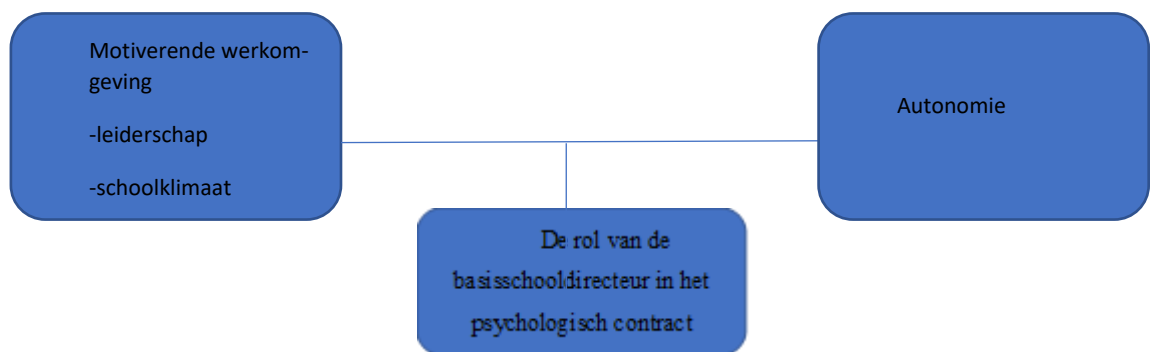 Motiverende werkom-
geving
-leiderschap
-schoolklimaat
Autonomie
De rol van de
basisschooldirecteur in het
psychologisch contract